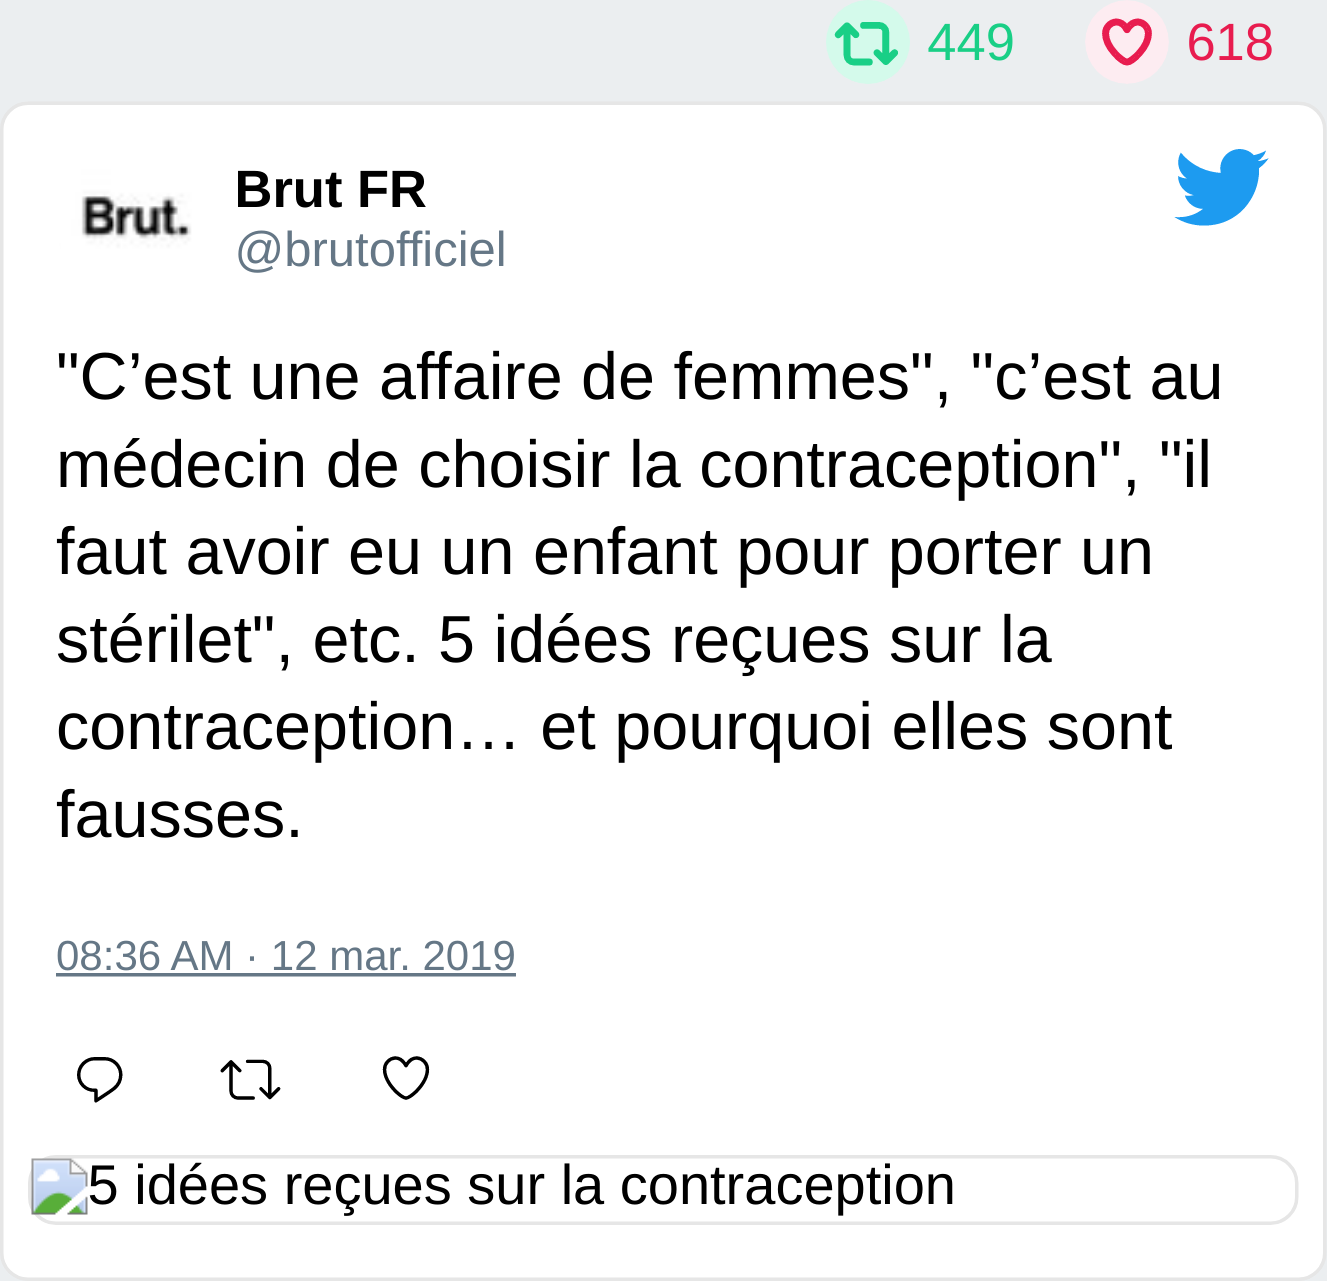 449 618
Brut.
Brut FR
@brutofficiel
"C’est une affaire de femmes", "c’est au
médecin de choisir la contraception", "il
faut avoir eu un enfant pour porter un
stérilet", etc. 5 idées reçues sur la
contraception… et pourquoi elles sont
fausses.
08:36 AM · 12 mar. 2019
5 idées reçues sur la contraception